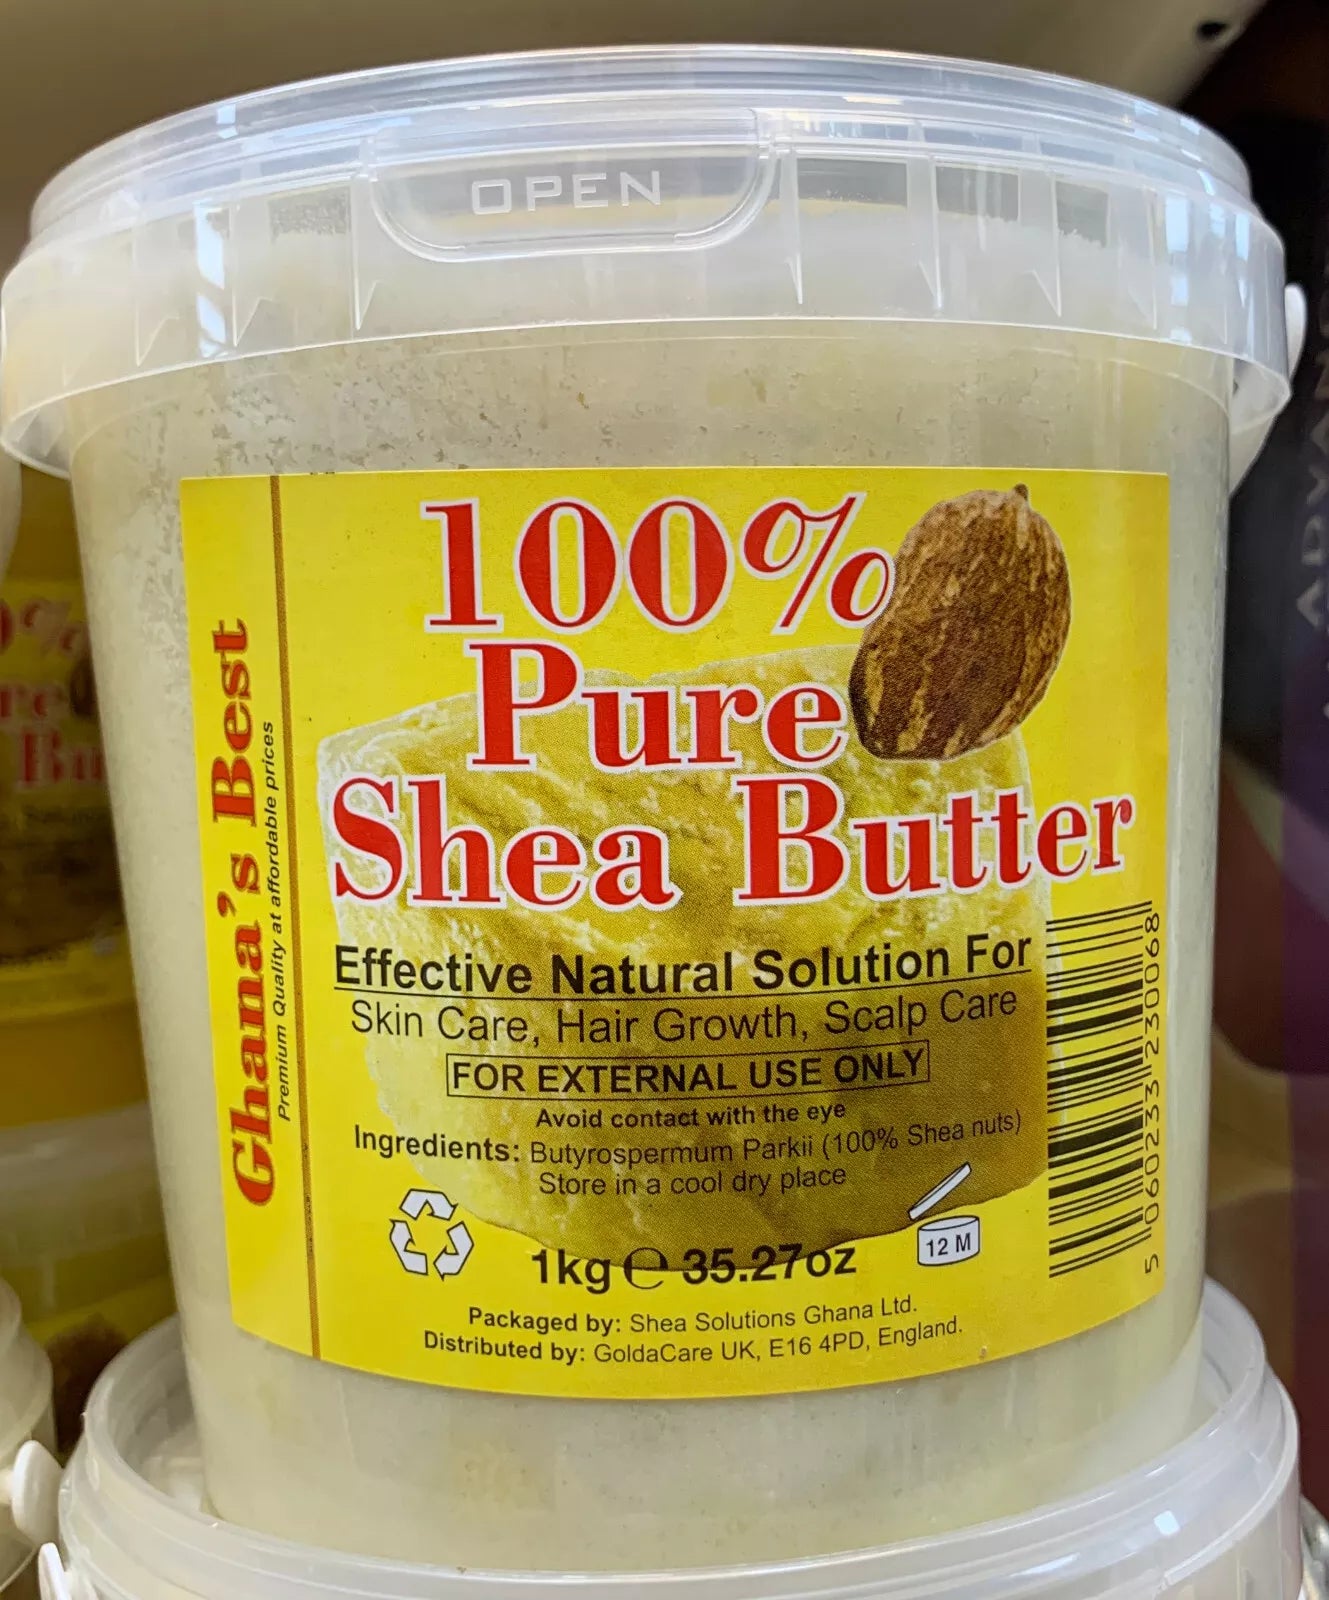 OPEN
100%
Pure
Shea Butter
Ghana's Best
Premium Quality at affordable prices
Effective Natural Solution For
Skin Care, Hair Growth, Scalp Care
FOR EXTERNAL USE ONLY
Avoid contact with the eye
Ingredients: Butyrospermum Parkii (100% Shea nuts)
Store in a cool dry place
1kg ℮ 35.27oz
12 M
Packaged by: Shea Solutions Ghana Ltd.
Distributed by: GoldaCare UK, E16 4PD, England.
5 060233 230068